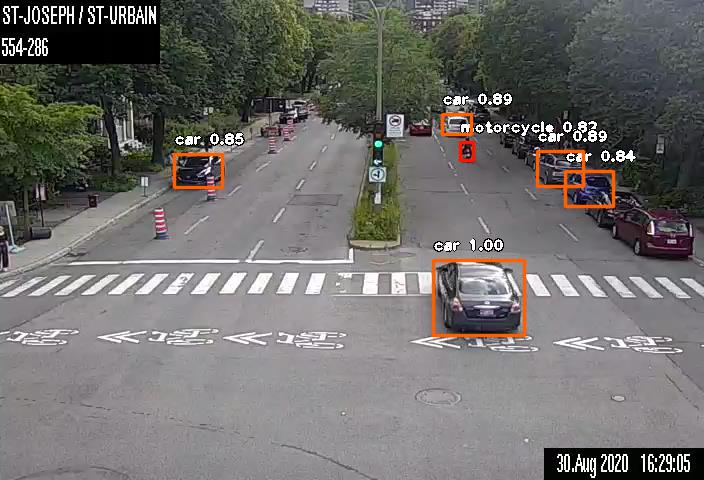 ST-JOSEPH / ST-URBAIN
554-286
car 0.89
motorcycle 0.82
car 0.85
car 0.89
car 0.84
car 1.00
30.Aug 2020 16:29:05